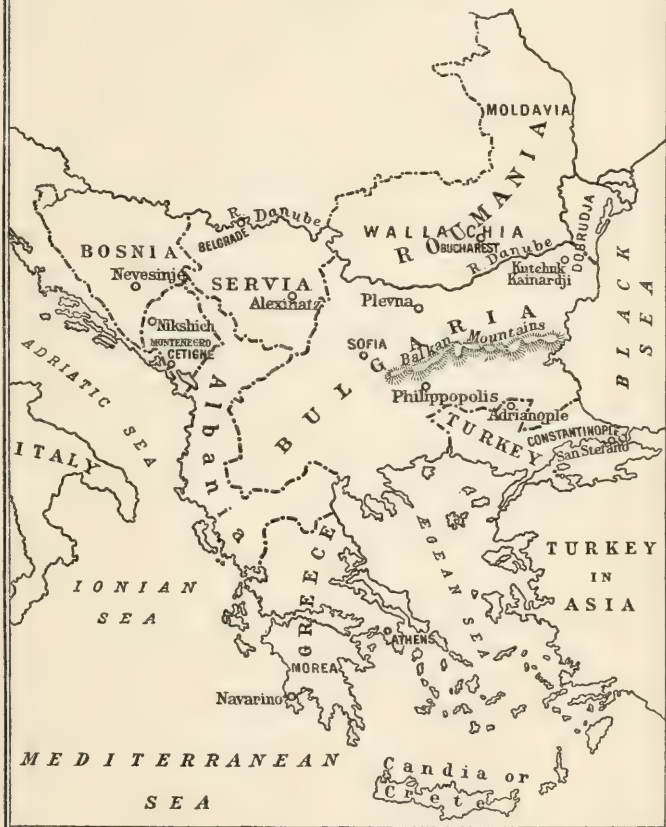 MOLDAVIA
ROUMANIA
WALLACHIA
BUCHAREST
R. Danube
DOBRUDJA
Kutchuk
Kainardji
BLACK
SEA
R. Danube
BELGRADE
BOSNIA
Nevesinje
SERVIA
Alexinatz
Plevna
Nikshich
MONTENEGRO
CETIGNE
SOFIA
BULGARIA
Balkan Mountains
ADRIATIC SEA
Albania
Philippopolis
Adrianople
TURKEY
CONSTANTINOPLE
San Stefano
ITALY
ÆGEAN SEA
TURKEY
IN
ASIA
IONIAN
SEA
GREECE
ATHENS
MOREA
Navarino
MEDITERRANEAN
SEA
Candia or
Crete